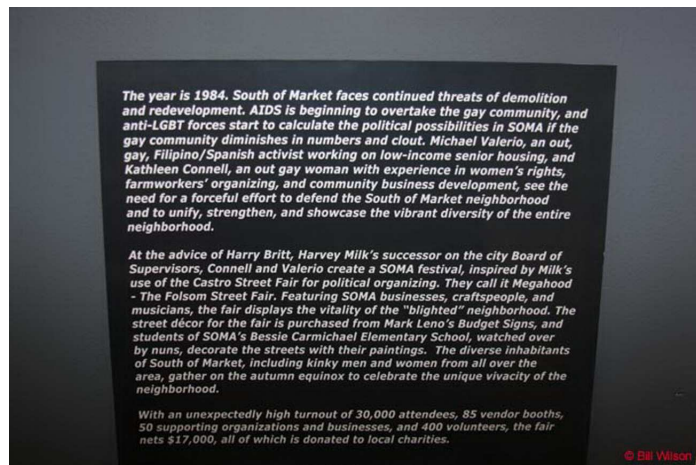 The year is 1984. South of Market faces continued threats of demolition
and redevelopment. AIDS is beginning to overtake the gay community, and
anti-LGBT forces start to calculate the political possibilities in SOMA if the
gay community diminishes in numbers and clout. Michael Valerio, an out,
gay, Filipino/Spanish activist working on low-income senior housing, and
Kathleen Connell, an out gay woman with experience in women's rights,
farmworkers' organizing, and community business development, see the
need for a forceful effort to defend the South of Market neighborhood
and to unify, strengthen, and showcase the vibrant diversity of the entire
neighborhood.
At the advice of Harry Britt, Harvey Milk's successor on the city Board of
Supervisors, Connell and Valerio create a SOMA festival, inspired by Milk's
use of the Castro Street Fair for political organizing. They call it Megahood
- The Folsom Street Fair. Featuring SOMA businesses, craftspeople, and
musicians, the fair displays the vitality of the "blighted" neighborhood. The
street décor for the fair is purchased from Mark Leno's Budget Signs, and
students of SOMA's Bessie Carmichael Elementary School, watched over
by nuns, decorate the streets with their paintings. The diverse inhabitants
of South of Market, including kinky men and women from all over the
area, gather on the autumn equinox to celebrate the unique vivacity of the
neighborhood.
With an unexpectedly high turnout of 30,000 attendees, 85 vendor booths,
50 supporting organizations and businesses, and 400 volunteers, the fair
nets $17,000, all of which is donated to local charities.
© Bill Wilson